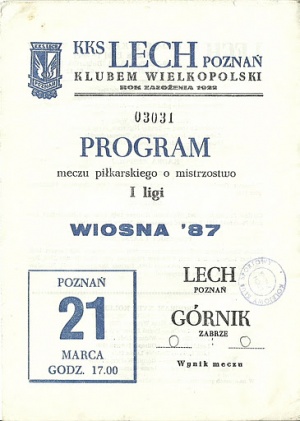 KKS LECH POZNAŃ
KLUBEM WIELKOPOLSKI
ROK ZAŁOŻENIA 1922
03031
PROGRAM
meczu piłkarskiego o mistrzostwo
I ligi
WIOSNA '87
POZNAŃ
21
MARCA
GODZ. 17.00
LECH
POZNAŃ
GÓRNIK
ZABRZE
Wynik meczu